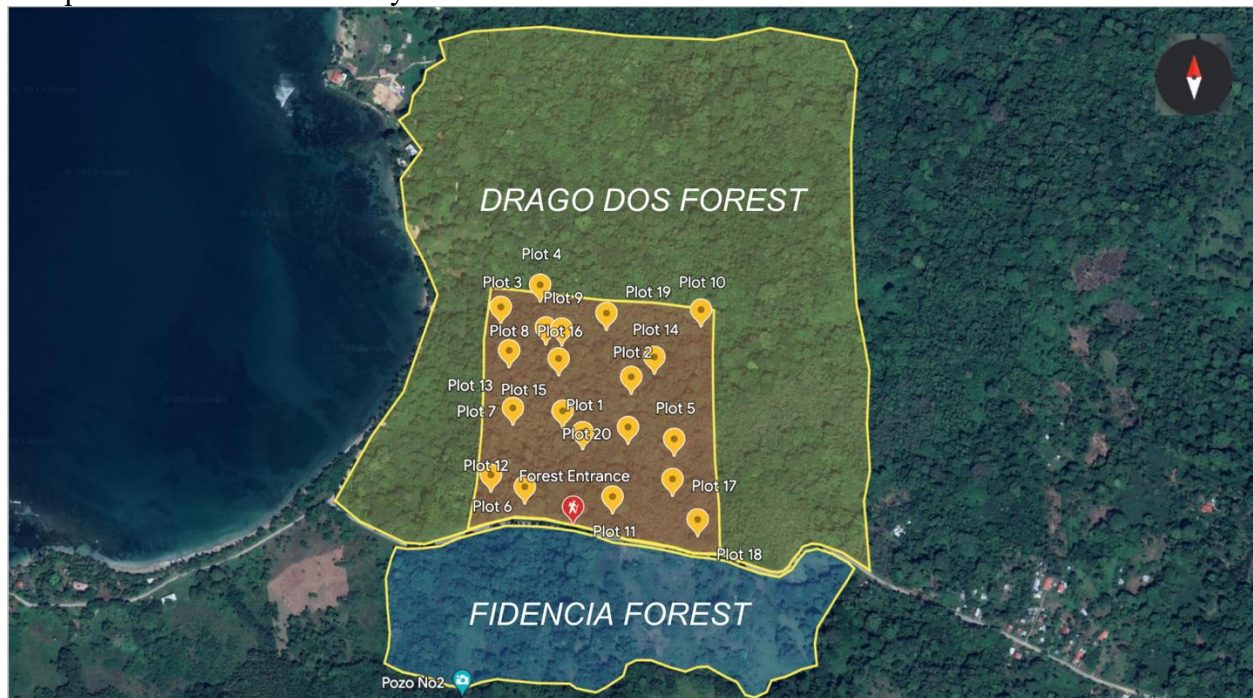 DRAGO DOS FOREST
Plot 4
Plot 3
Plot 9
Plot 19
Plot 10
Plot 8
Plot 16
Plot 14
Plot 2
Plot 13
Plot 15
Plot 7
Plot 1
Plot 5
Plot 20
Plot 12
Forest Entrance
Plot 17
Plot 6
Plot 11
Plot 18
FIDENCIA FOREST
Pozo No2